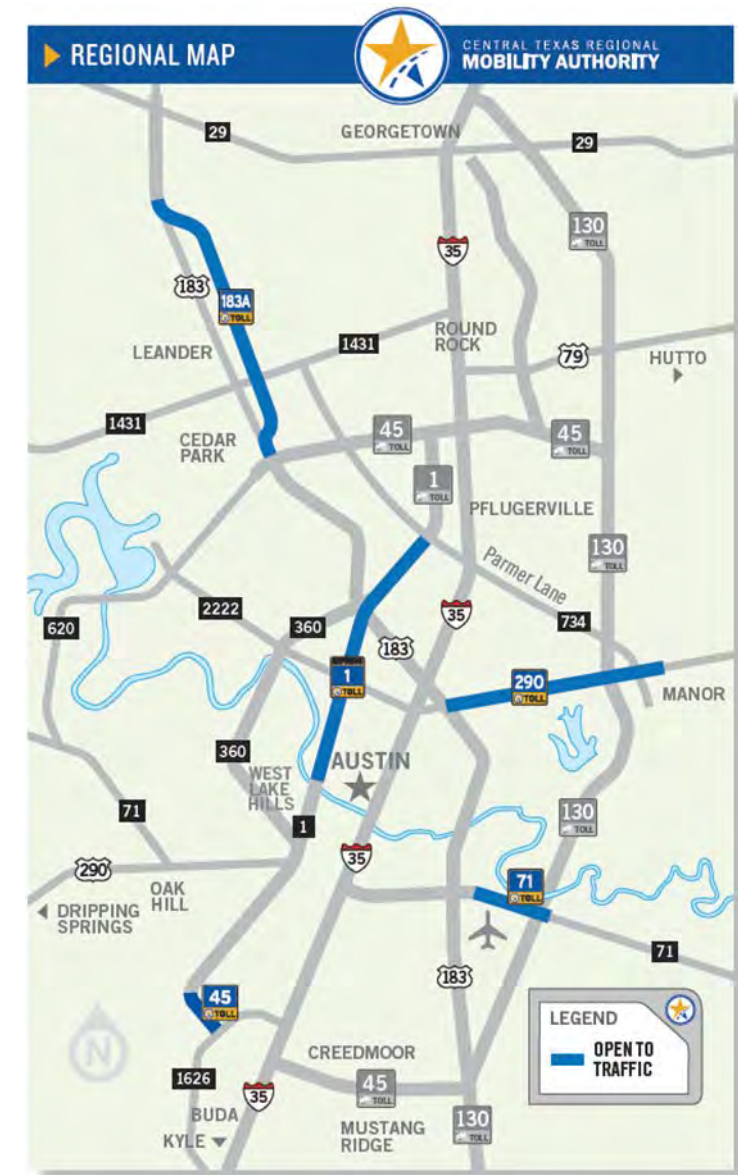 REGIONAL MAP
CENTRAL TEXAS REGIONAL
MOBILITY AUTHORITY
29
GEORGETOWN
29
130
TOLL
35
183
183A
TOLL
LEANDER
1431
ROUND
ROCK
79
HUTTO
1431
CEDAR
PARK
45
TOLL
45
TOLL
1
TOLL
PFLUGERVILLE
130
TOLL
Parmer Lane
2222
35
620
360
734
183
1
TOLL
290
TOLL
MANOR
360
WEST
LAKE
HILLS
AUSTIN
71
1
130
TOLL
35
290
OAK
HILL
71
TOLL
DRIPPING
SPRINGS
71
183
45
TOLL
N
LEGEND
OPEN TO
TRAFFIC
CREEDMOOR
1626
35
45
TOLL
BUDA
MUSTANG
RIDGE
130
TOLL
KYLE